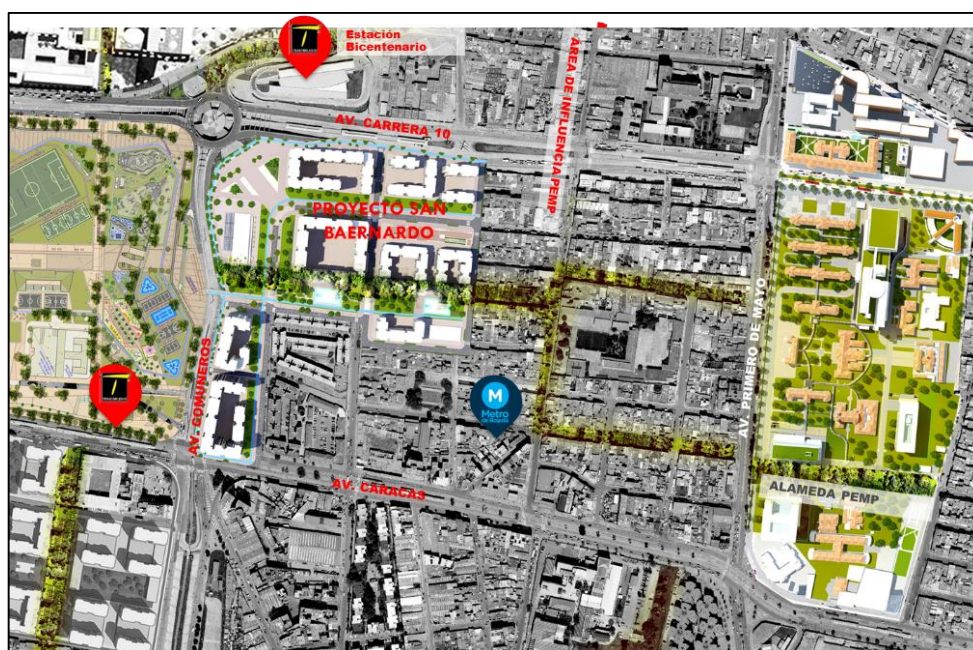 Estación
Bicentenario
AV. CARRERA 10
ÁREA DE INFLUENCIA PEMP
PROYECTO SAN
BAERNARDO
AV. COMUNEROS
M
Metro
de Bogotá
AV. CARACAS
AV. PRIMERO DE MAYO
ALAMEDA PEMP